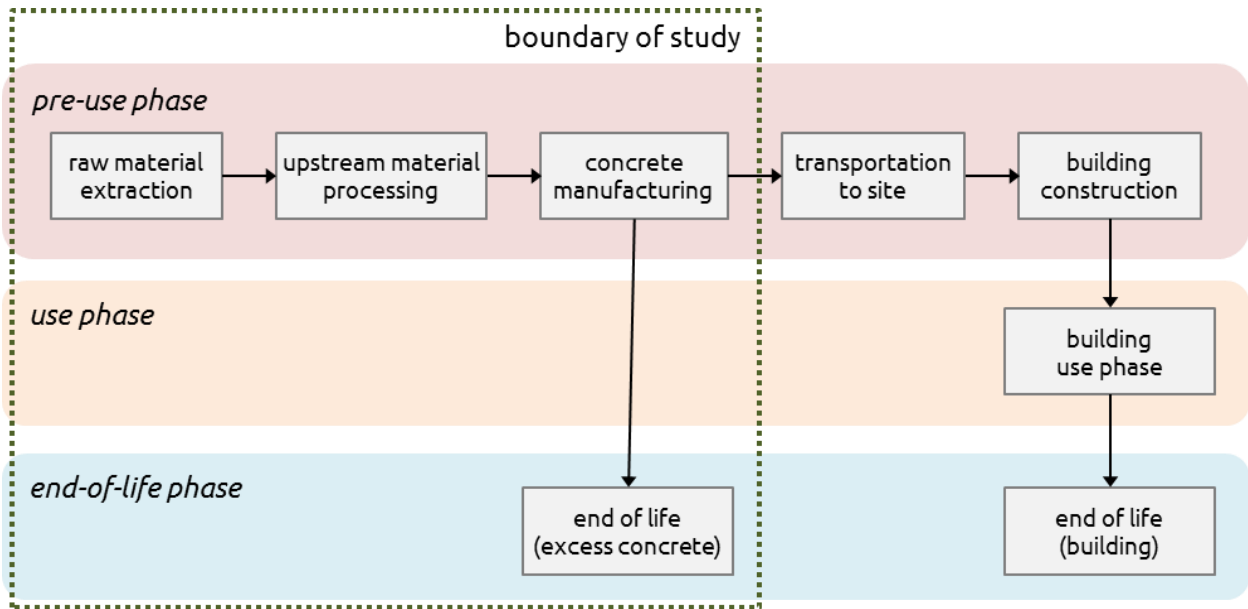 boundary of study
pre-use phase
raw material
extraction
upstream material
processing
concrete
manufacturing
transportation
to site
building
construction
use phase
building
use phase
end-of-life phase
end of life
(excess concrete)
end of life
(building)